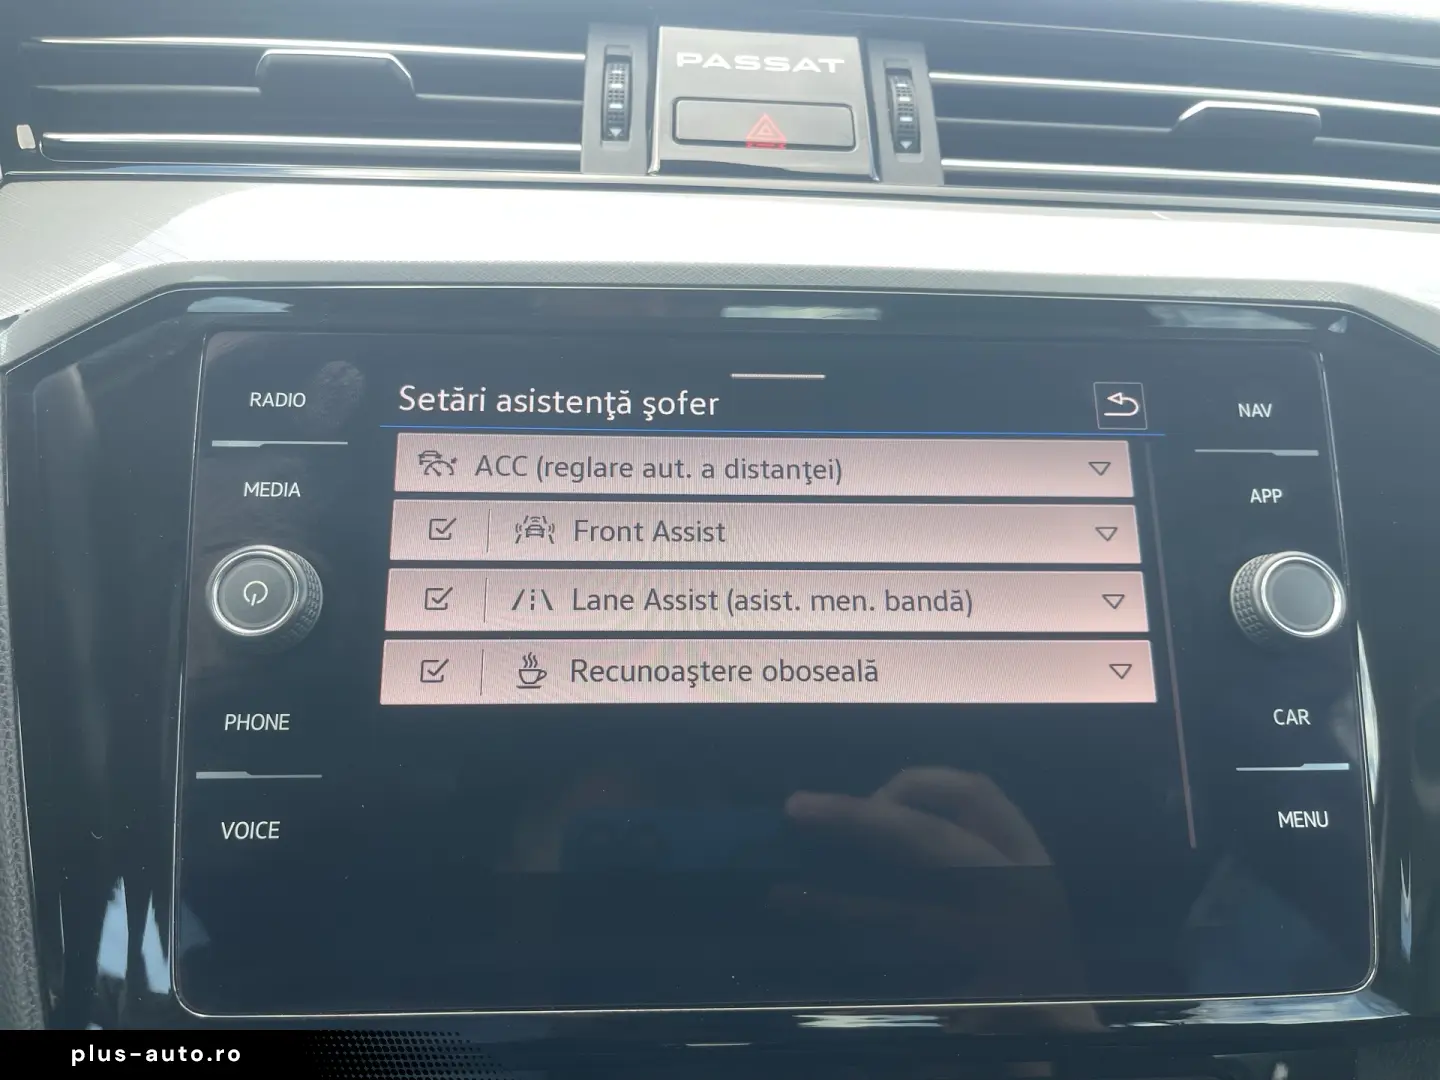 PASSAT
RADIO
MEDIA
PHONE
VOICE
Setări asistenţă şofer
ACC (reglare aut. a distanţei)
Front Assist
Lane Assist (asist. men. bandă)
Recunoaştere oboseală
NAV
APP
CAR
MENU
plus-auto.ro